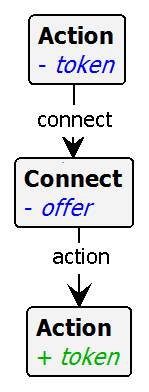 Action
- token
connect
Connect
- offer
action
Action
+ token